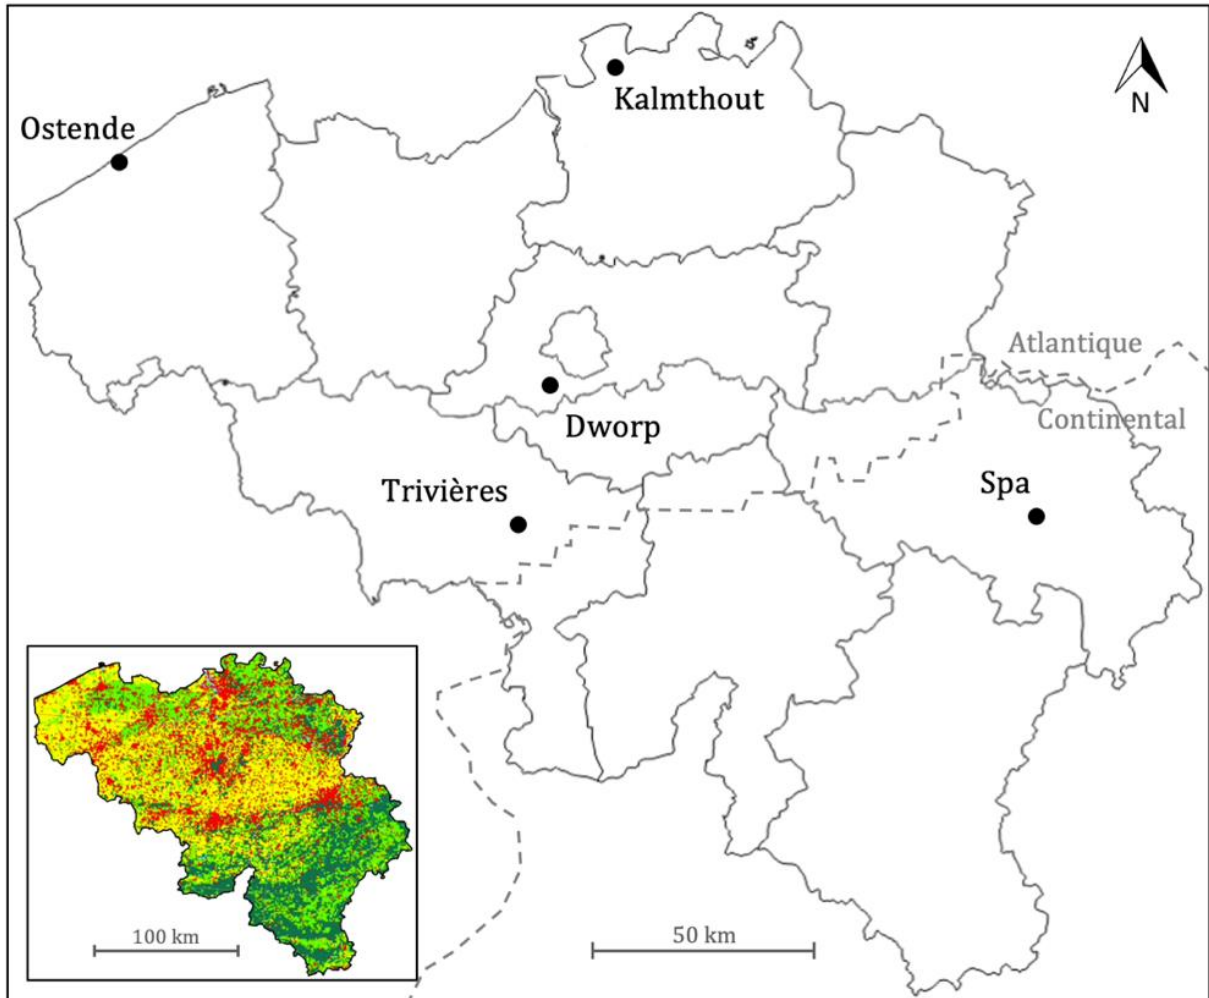 Kalmthout
N
Ostende
Atlantique
Continental
Dworp
Trivières
Spa
100 km
50 km